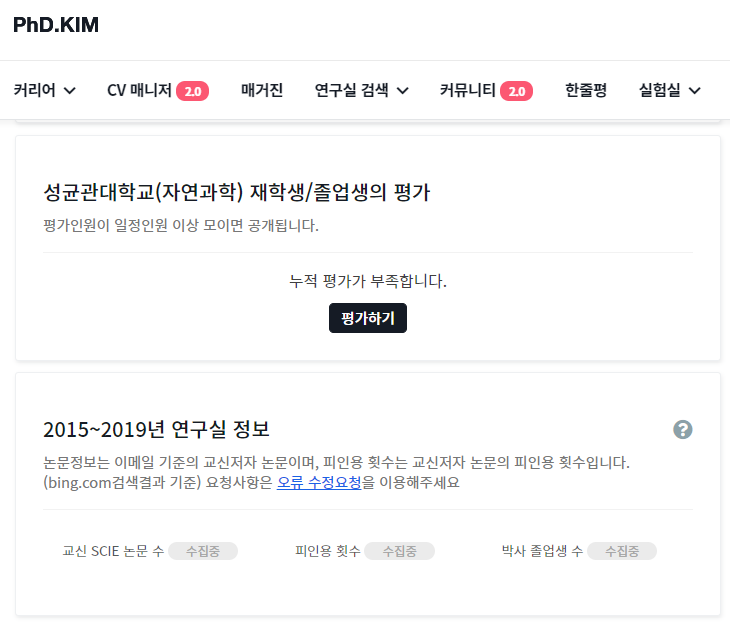 PhD.KIM
커리어 CV 매니저 2.0 매거진 연구실 검색 커뮤니티 2.0 한줄평 실험실
성균관대학교(자연과학) 재학생/졸업생의 평가
평가인원이 일정인원 이상 모이면 공개됩니다.
누적 평가가 부족합니다.
평가하기
2015~2019년 연구실 정보
?
논문정보는 이메일 기준의 교신저자 논문이며, 피인용 횟수는 교신저자 논문의 피인용 횟수입니다.
(bing.com검색결과 기준) 요청사항은 오류 수정요청을 이용해주세요
교신 SCIE 논문 수 수집중 피인용 횟수 수집중 박사 졸업생 수 수집중